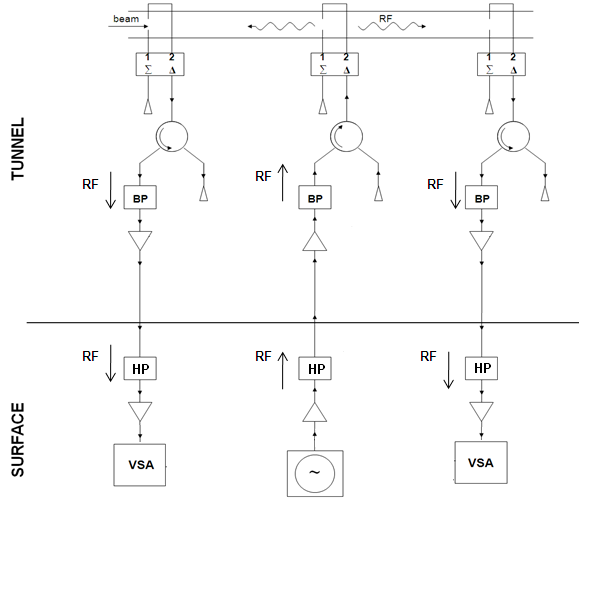 beam
RF
1 2
Σ Δ
1 2
Σ Δ
1 2
Σ Δ
TUNNEL
RF
BP
RF
BP
RF
BP
RF
HP
RF
HP
RF
HP
SURFACE
VSA
~
VSA